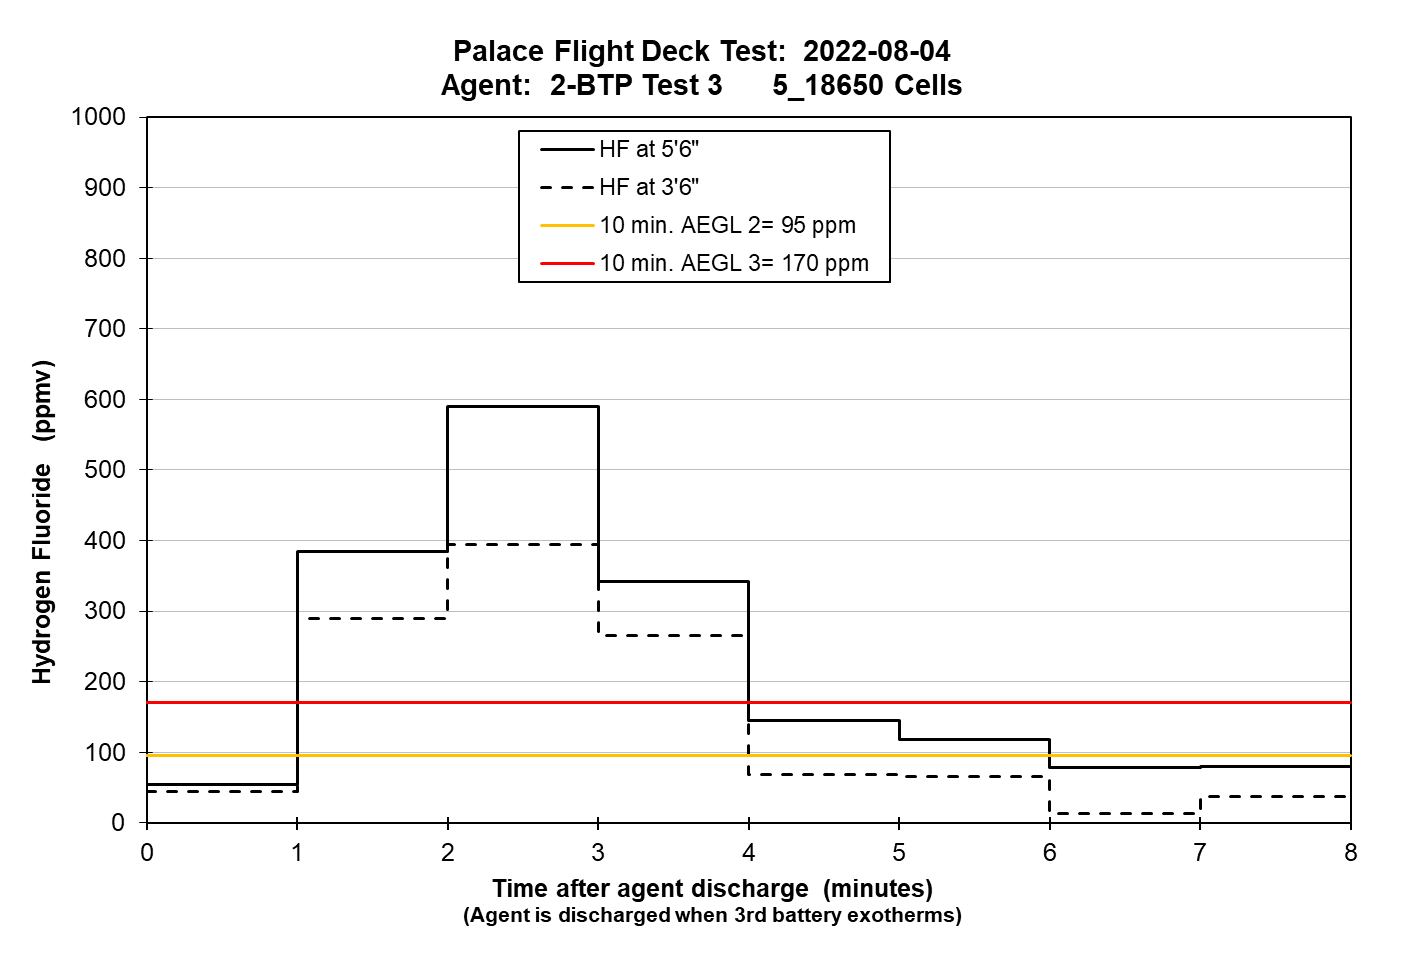 Palace Flight Deck Test:  2022-08-04
Agent:  2-BTP Test 3      5_18650 Cells
1000
900
800
700
600
500
400
300
200
100
0
HF at 5'6"
HF at 3'6"
10 min. AEGL 2= 95 ppm
10 min. AEGL 3= 170 ppm
Hydrogen Fluoride   (ppmv)
0 1 2 3 4 5 6 7 8
Time after agent discharge  (minutes)
(Agent is discharged when 3rd battery exotherms)